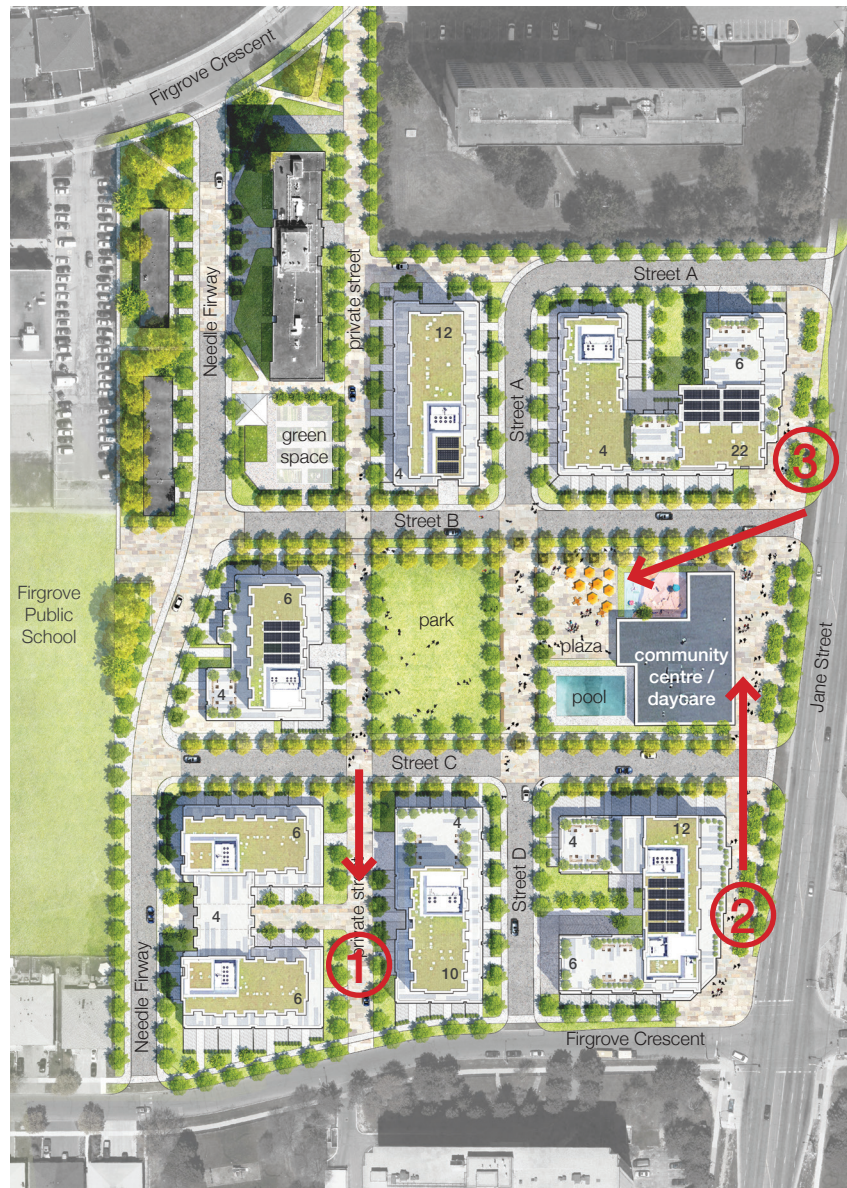 Firgrove Crescent
Street A
Needle Firway
private street
12
6
Street A
green
space
4
4
22
3
Street B
Firgrove
Public
School
6
park
plaza
community
centre /
daycare
pool
4
Jane Street
Street C
6
4
4
12
4
private street
Street D
2
1
Needle Firway
6
10
6
Firgrove Crescent